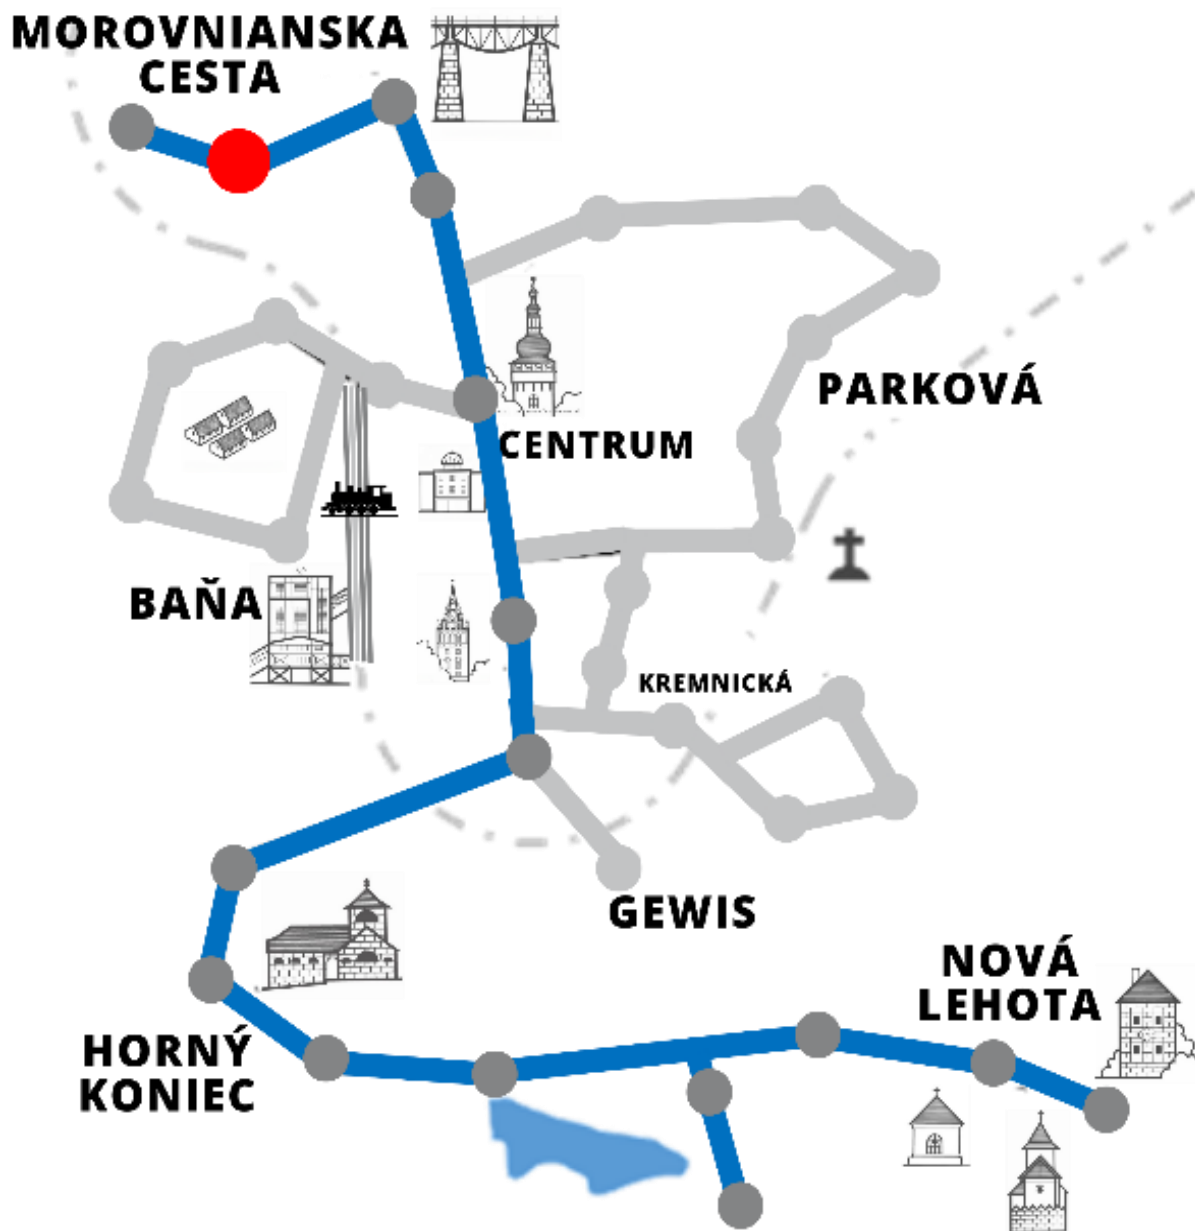 MOROVNIANSKA
CESTA
PARKOVÁ
CENTRUM
BAŇA
KREMNICKÁ
GEWIS
NOVÁ
LEHOTA
HORNÝ
KONIEC